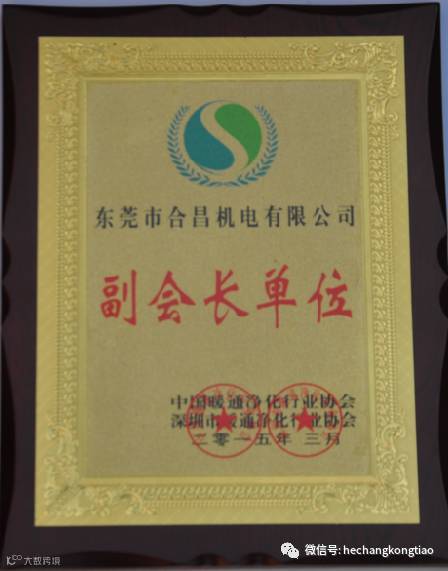 东莞市合昌机电有限公司
副会长单位
中国暖通净化行业协会
深圳市暖通净化行业协会
二零一五年 三月
微信号: hechangkongtiao
大数跨境